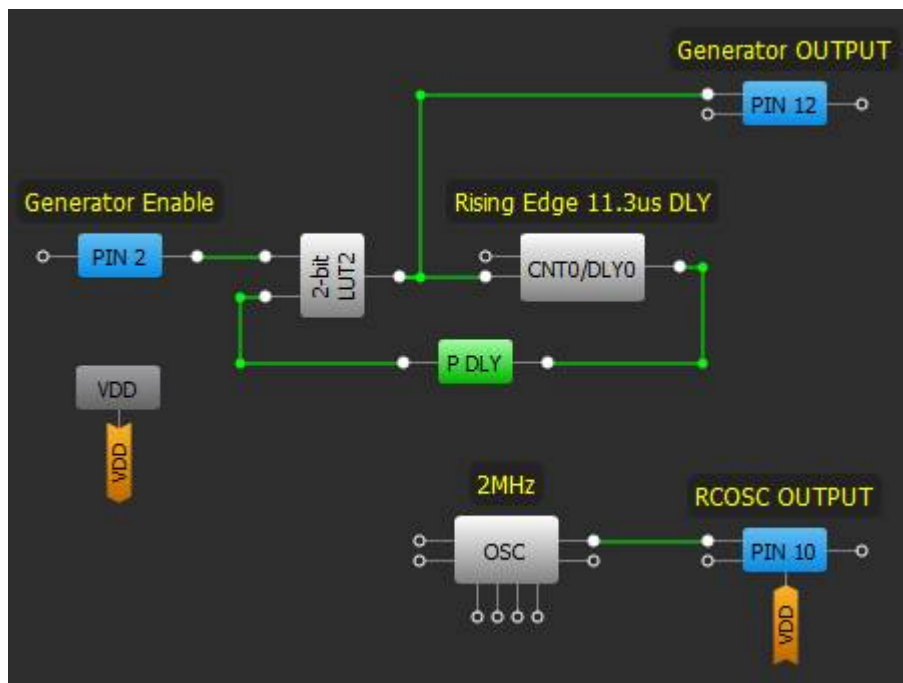 Generator OUTPUT
PIN 12
Generator Enable
Rising Edge 11.3us DLY
PIN 2
2-bit
LUT2
CNT0/DLY0
P DLY
VDD
VDD
2MHz
RCOSC OUTPUT
OSC
PIN 10
VDD